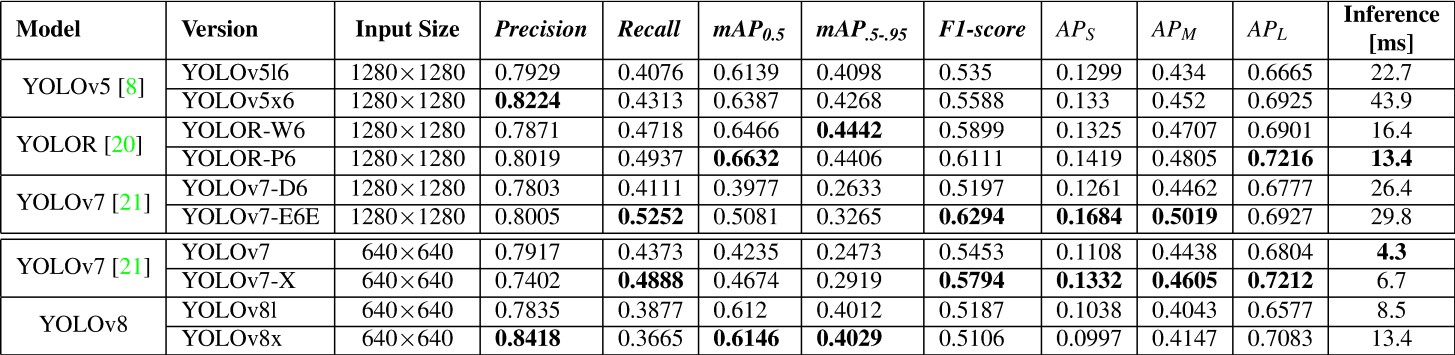 Model Version Input Size Precision Recall mAP0.5 mAP.5-.95 F1-score APS APM APL Inference [ms]
YOLOv5 [8] YOLOv5l6 1280×1280 0.7929 0.4076 0.6139 0.4098 0.535 0.1299 0.434 0.6665 22.7
YOLOv5x6 1280×1280 0.8224 0.4313 0.6387 0.4268 0.5588 0.133 0.452 0.6925 43.9
YOLOR [20] YOLOR-W6 1280×1280 0.7871 0.4718 0.6466 0.4442 0.5899 0.1325 0.4707 0.6901 16.4
YOLOR-P6 1280×1280 0.8019 0.4937 0.6632 0.4406 0.6111 0.1419 0.4805 0.7216 13.4
YOLOv7 [21] YOLOv7-D6 1280×1280 0.7803 0.4111 0.3977 0.2633 0.5197 0.1261 0.4462 0.6777 26.4
YOLOv7-E6E 1280×1280 0.8005 0.5252 0.5081 0.3265 0.6294 0.1684 0.5019 0.6927 29.8
YOLOv7 [21] YOLOv7 640×640 0.7917 0.4373 0.4235 0.2473 0.5453 0.1108 0.4438 0.6804 4.3
YOLOv7-X 640×640 0.7402 0.4888 0.4674 0.2919 0.5794 0.1332 0.4605 0.7212 6.7
YOLOv8 YOLOv8l 640×640 0.7835 0.3877 0.612 0.4012 0.5187 0.1038 0.4043 0.6577 8.5
YOLOv8x 640×640 0.8418 0.3665 0.6146 0.4029 0.5106 0.0997 0.4147 0.7083 13.4